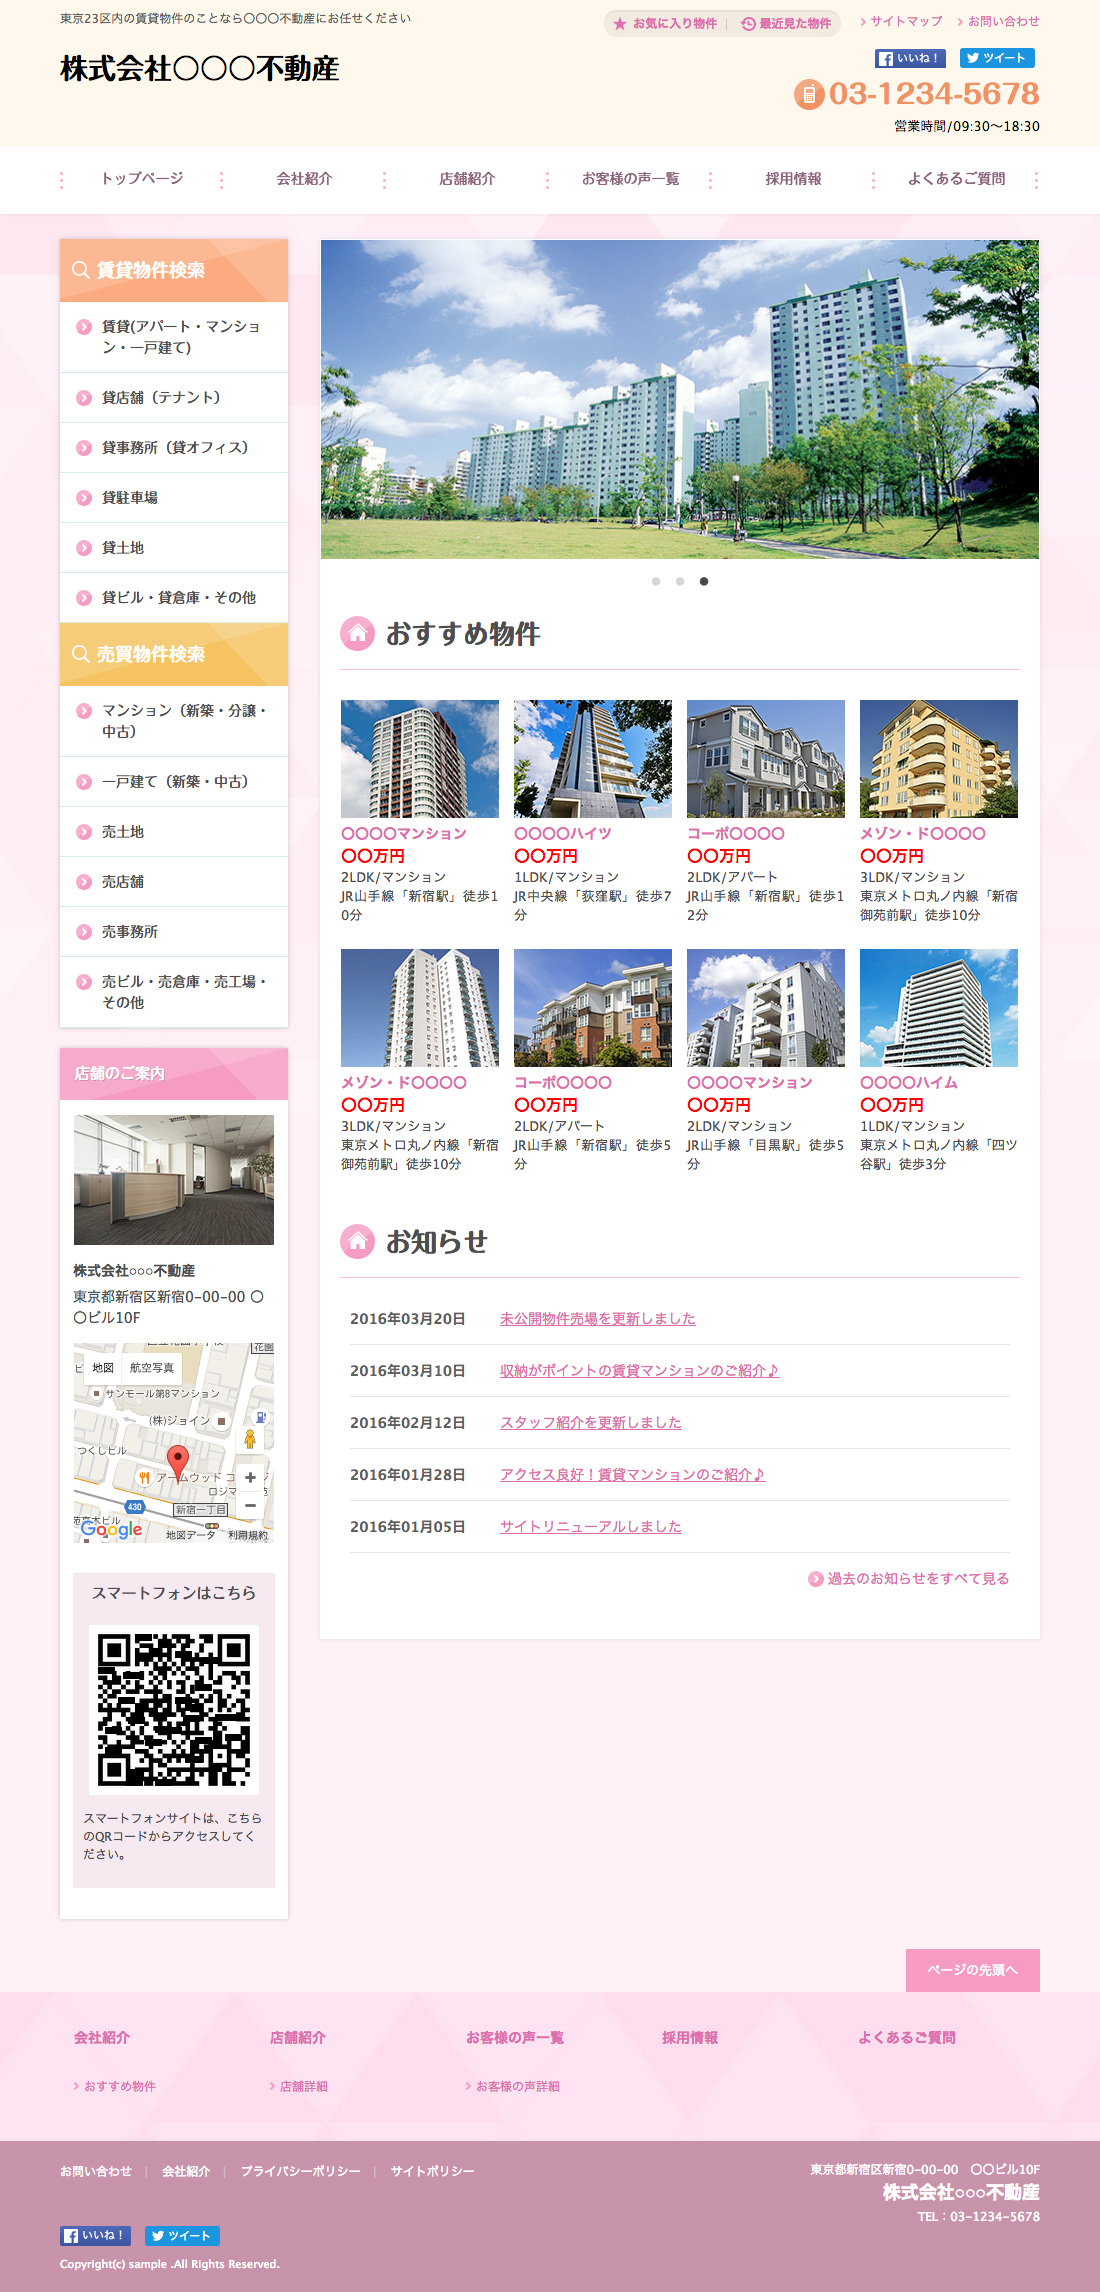 東京23区内の賃貸物件のことなら〇〇〇不動産にお任せください
お気に入り物件 | 最近見た物件
サイトマップ
お問い合わせ
株式会社〇〇〇不動産
いいね！
ツイート
03-1234-5678
営業時間/09:30〜18:30
トップページ
会社紹介
店舗紹介
お客様の声一覧
採用情報
よくあるご質問
賃貸物件検索
賃貸(アパート・マンショ
ン・一戸建て)
貸店舗（テナント）
貸事務所（貸オフィス）
貸駐車場
貸土地
貸ビル・貸倉庫・その他
売買物件検索
マンション（新築・分譲・
中古）
一戸建て（新築・中古）
売土地
売店舗
売事務所
売ビル・売倉庫・売工場・
その他
店舗のご案内
株式会社○○○不動産
東京都新宿区新宿0-00-00 〇
〇ビル10F
地図
航空写真
花園
サンモール第8マンション
(株)ジョイン
つくしビル
アームウッド コ
ロジマ
430
新宿一丁目
Google
地図データ
利用規約
スマートフォンはこちら
スマートフォンサイトは、こちら
のQRコードからアクセスしてく
ださい。
おすすめ物件
〇〇〇〇マンション
〇〇万円
2LDK/マンション
JR山手線「新宿駅」徒歩1
0分
〇〇〇〇ハイツ
〇〇万円
1LDK/マンション
JR中央線「荻窪駅」徒歩7
分
コーポ〇〇〇〇
〇〇万円
2LDK/アパート
JR山手線「新宿駅」徒歩1
2分
メゾン・ド〇〇〇〇
〇〇万円
3LDK/マンション
東京メトロ丸ノ内線「新宿
御苑前駅」徒歩10分
メゾン・ド〇〇〇〇
〇〇万円
3LDK/マンション
東京メトロ丸ノ内線「新宿
御苑前駅」徒歩10分
コーポ〇〇〇〇
〇〇万円
2LDK/アパート
JR山手線「新宿駅」徒歩5
分
〇〇〇〇マンション
〇〇万円
2LDK/マンション
JR山手線「目黒駅」徒歩5
分
〇〇〇〇ハイム
〇〇万円
1LDK/マンション
東京メトロ丸ノ内線「四ツ
谷駅」徒歩3分
お知らせ
2016年03月20日 未公開物件売場を更新しました
2016年03月10日 収納がポイントの賃貸マンションのご紹介♪
2016年02月12日 スタッフ紹介を更新しました
2016年01月28日 アクセス良好！賃貸マンションのご紹介♪
2016年01月05日 サイトリニューアルしました
過去のお知らせをすべて見る
ページの先頭へ
会社紹介
おすすめ物件
店舗紹介
店舗詳細
お客様の声一覧
お客様の声詳細
採用情報
よくあるご質問
お問い合わせ | 会社紹介 | プライバシーポリシー | サイトポリシー
東京都新宿区新宿0-00-00 〇〇ビル10F
株式会社○○○不動産
TEL：03-1234-5678
いいね！
ツイート
Copyright(c) sample .All Rights Reserved.